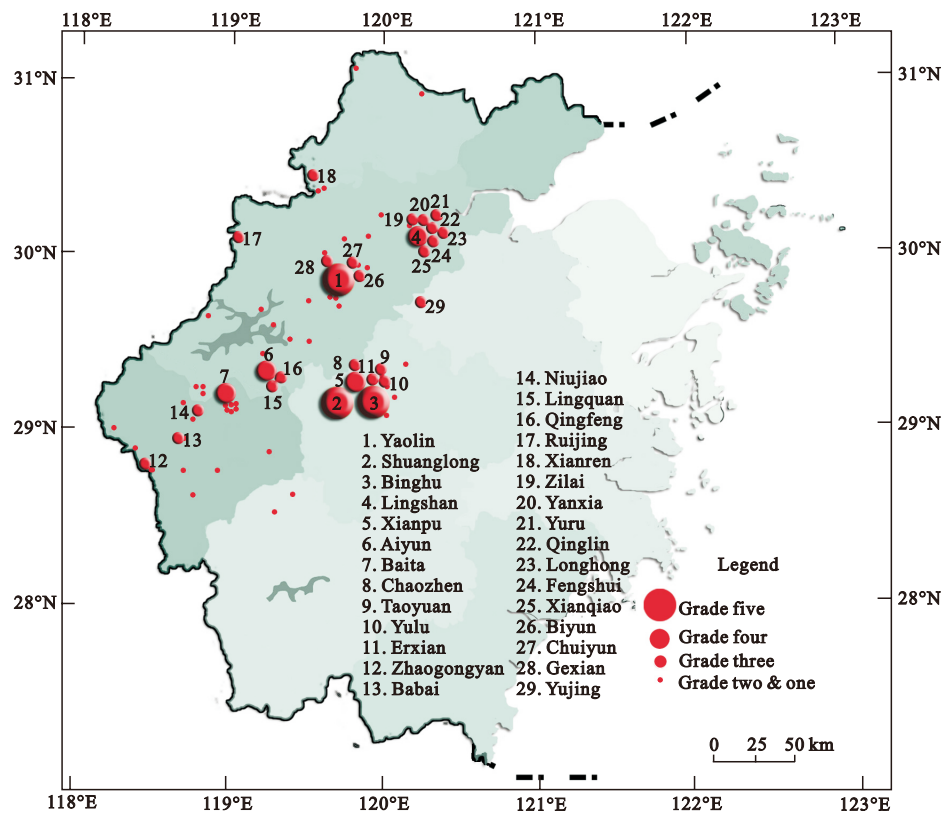 118°E 119°E 120°E 121°E 122°E 123°E
31°N 31°N
18
21
20
19 22
17 4 23
30°N 30°N
24
27 25
28
1 26
29
6 8 11 9
7 16 5 10
15 2 3
14
13
29°N 29°N
12
14. Niujiao
15. Lingquan
16. Qingfeng
1. Yaolin 17. Ruijing
2. Shuanglong 18. Xianren
3. Binghu 19. Zilai
4. Lingshan 20. Yanxia
5. Xianpu 21. Yuru
6. Aiyun 22. Qinglin
7. Baita 23. Longhong
8. Chaozhen 24. Fengshui
9. Taoyuan 25. Xianqiao
10. Yulu 26. Biyun
11. Erxian 27. Chuiyun
12. Zhaogongyan 28. Gexian
13. Babai 29. Yujing
28°N 28°N
Legend
Grade five
Grade four
Grade three
Grade two & one
0 25 50 km
118°E 119°E 120°E 121°E 122°E 123°E